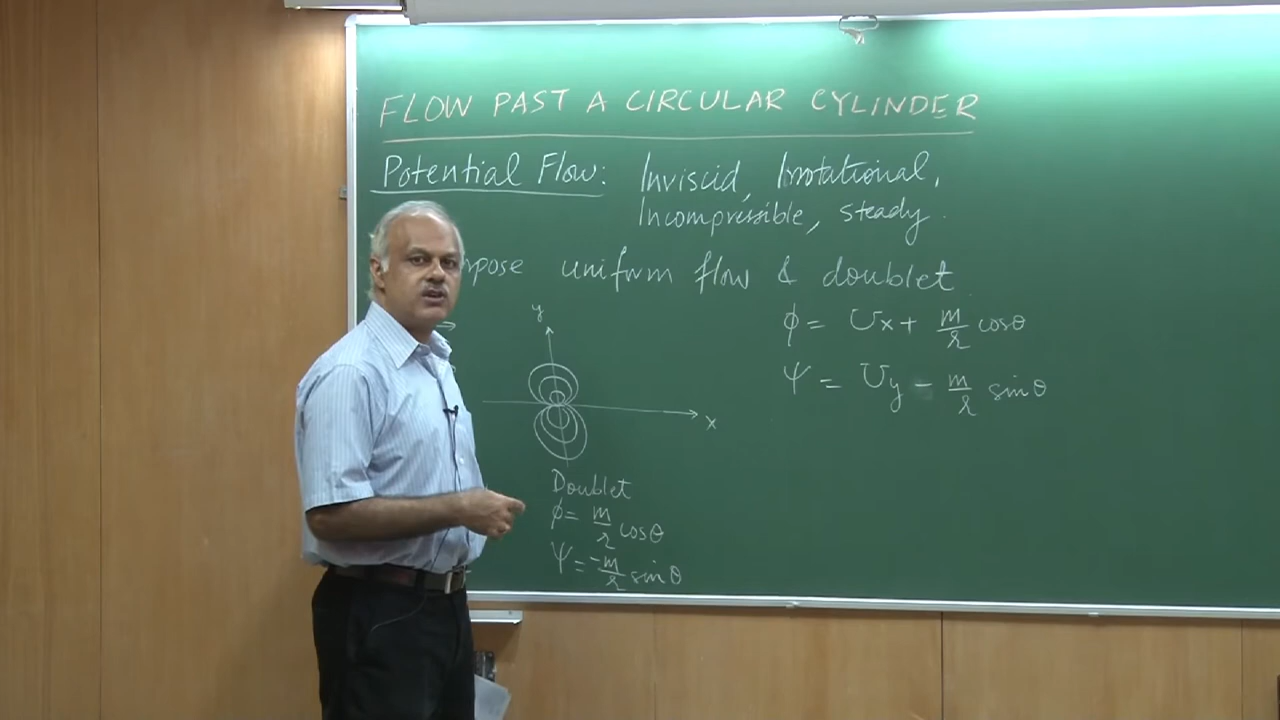 FLOW PAST A CIRCULAR CYLINDER
Potential Flow: Inviscid, Irrotational,
Incompressible, steady.
uniform flow & doublet
y
x
Doublet
ϕ = m/r cosθ
ψ = -m/r sinθ
ϕ = Ux + m/r cosθ
ψ = Uy - m/r sinθ